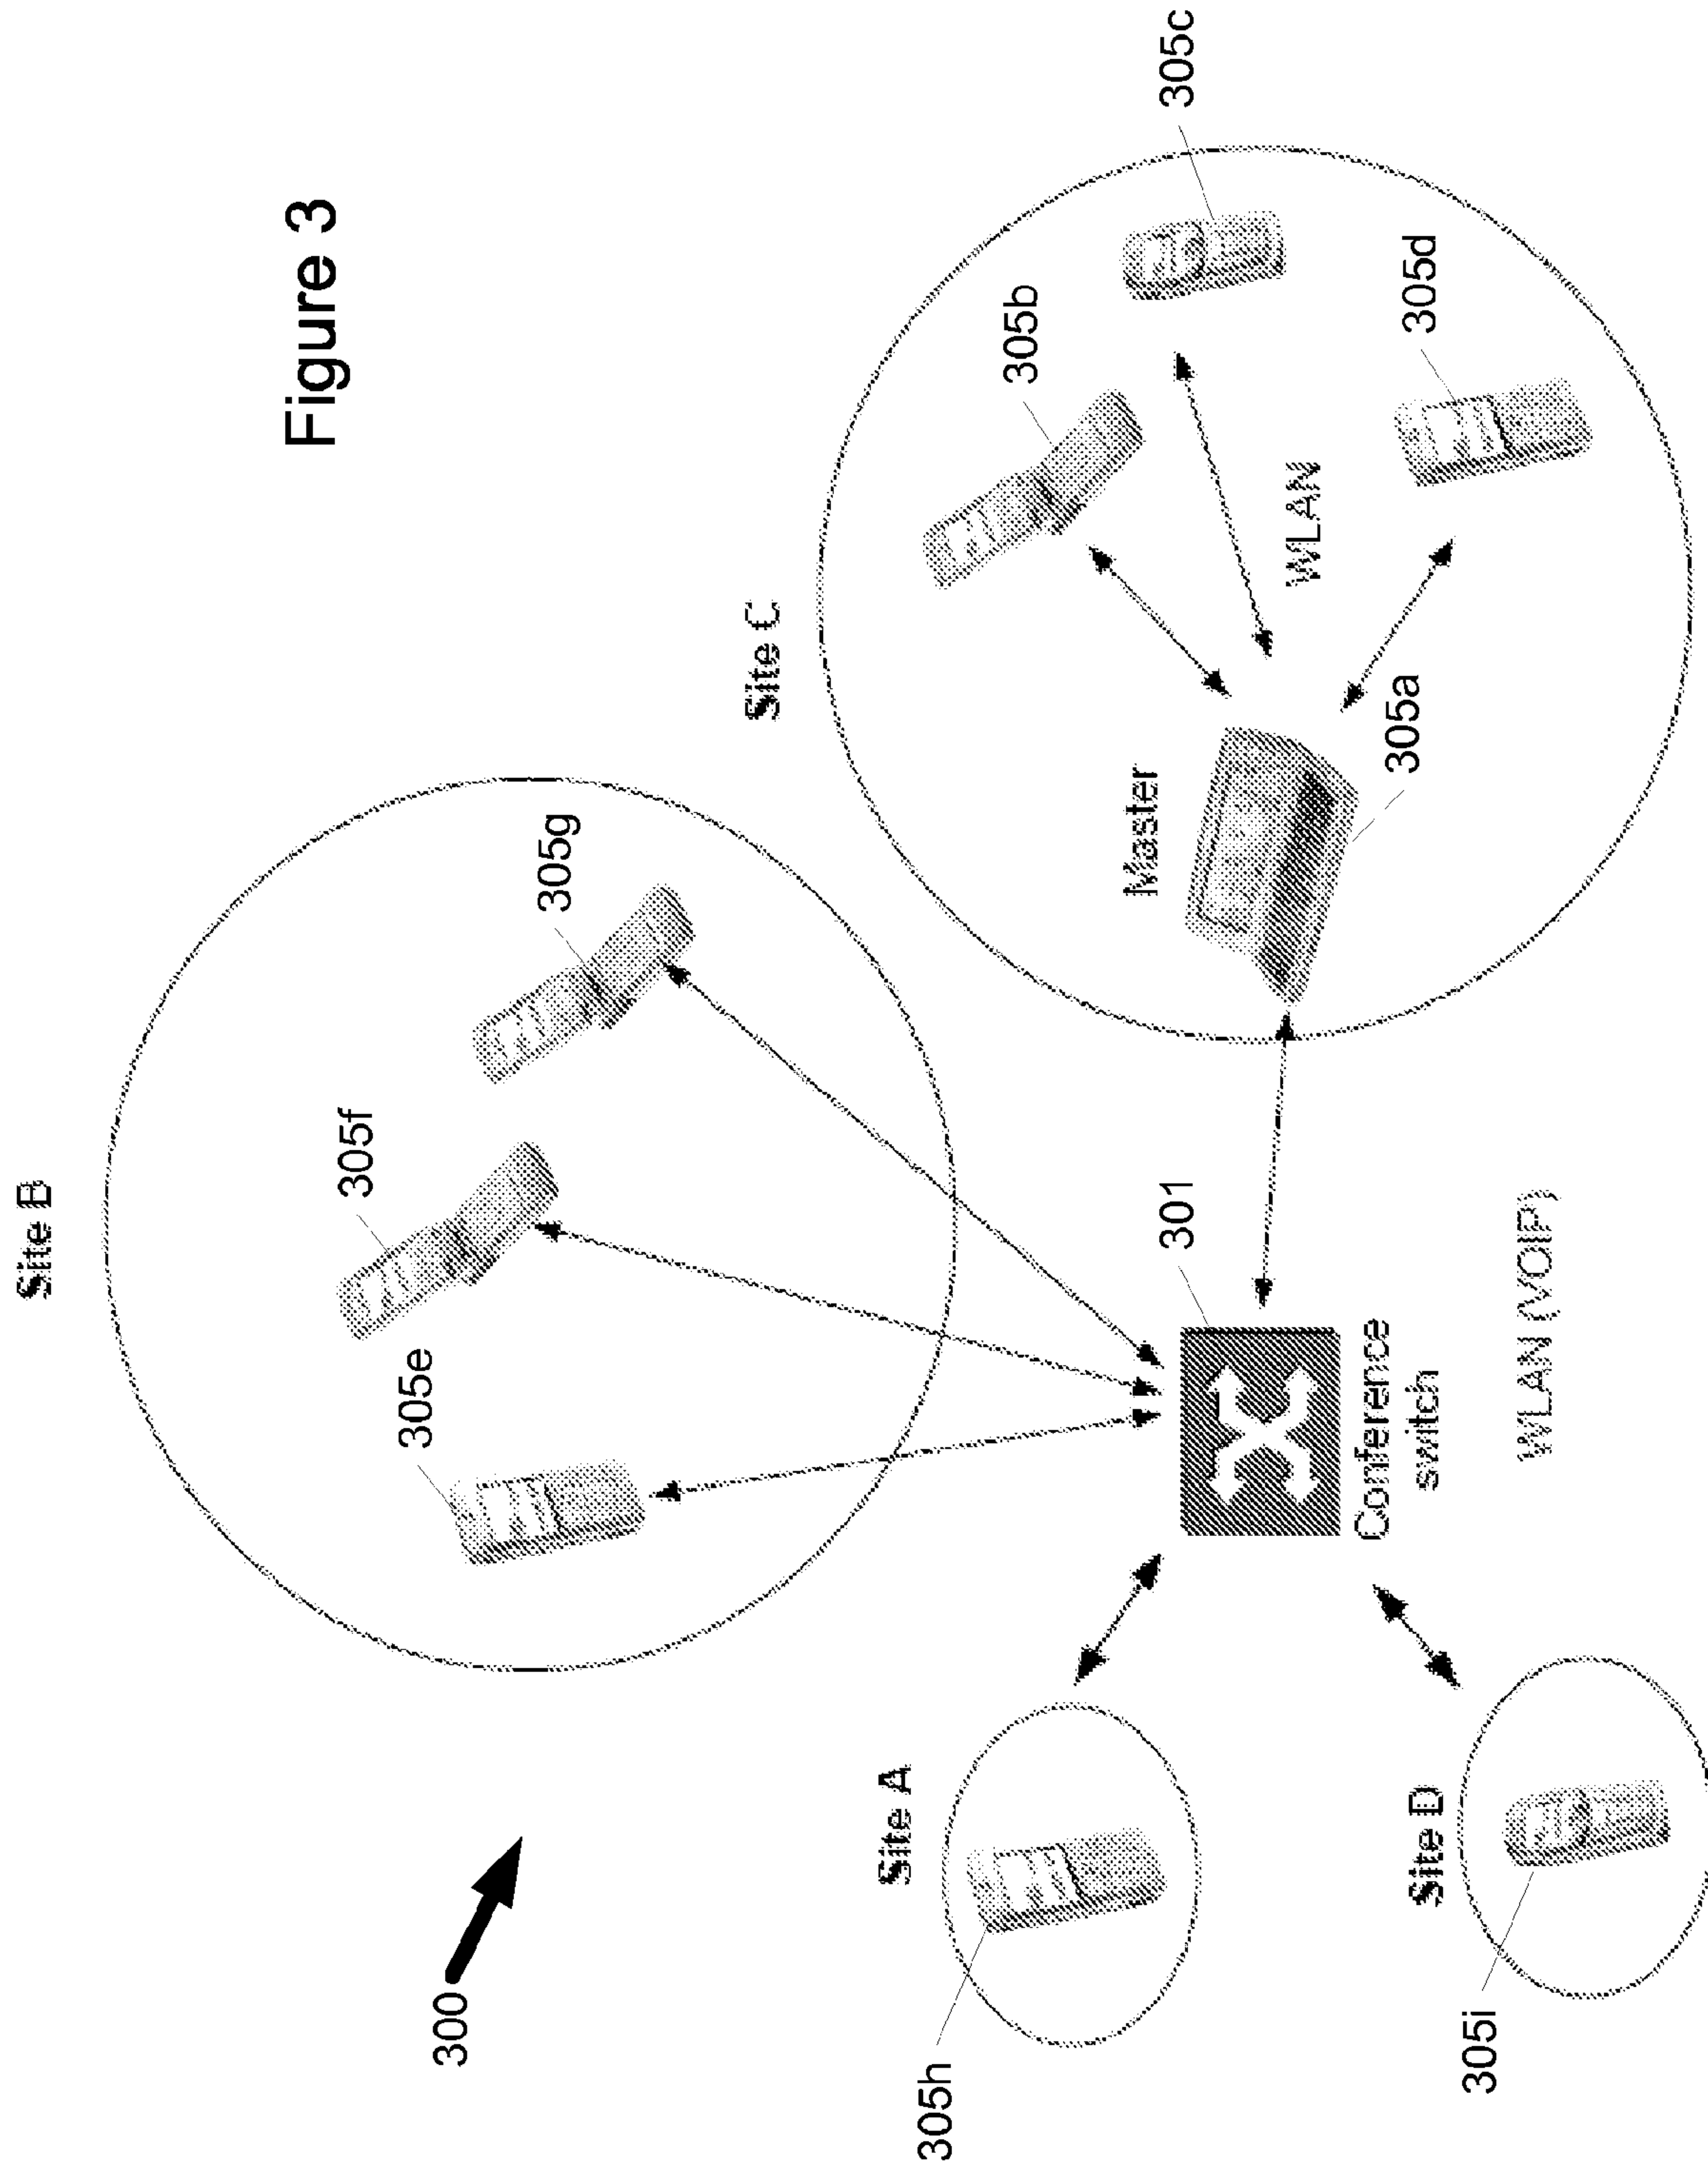 Figure 3
300
Site B
305e
305f
305g
Site C
305b
305c
305d
WLAN
Master
305a
301
Conference
switch
WLAN (VOIP)
Site A
305h
Site D
305i